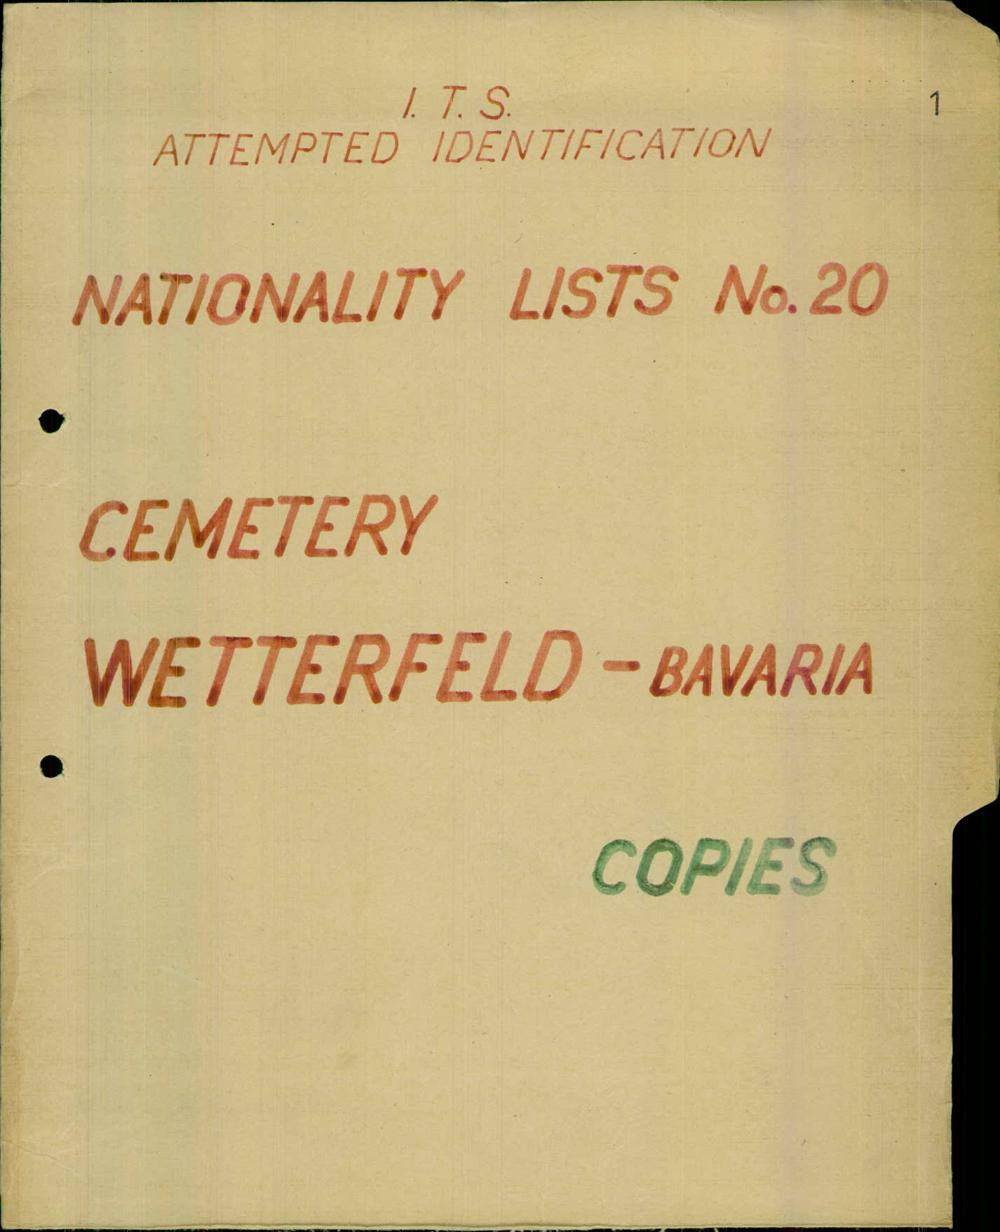 1
I. T. S.
ATTEMPTED IDENTIFICATION
NATIONALITY LISTS No. 20
CEMETERY
WETTERFELD - BAVARIA
COPIES